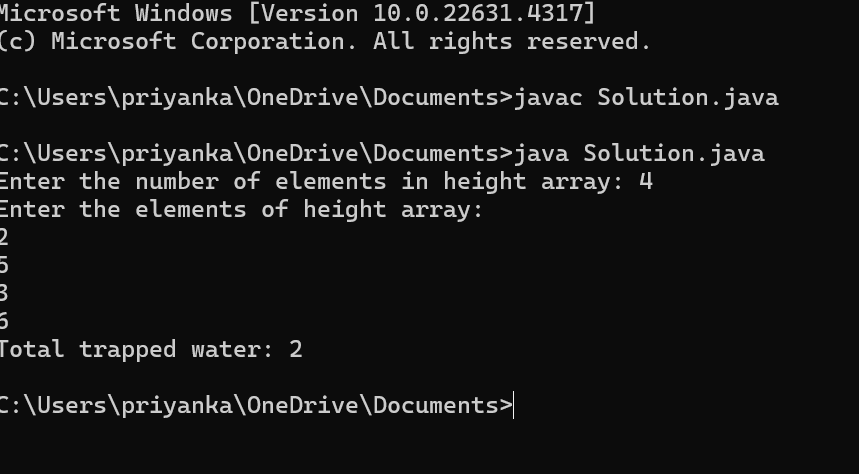 Microsoft Windows [Version 10.0.22631.4317]
(c) Microsoft Corporation. All rights reserved.
C:\Users\priyanka\OneDrive\Documents>javac Solution.java
C:\Users\priyanka\OneDrive\Documents>java Solution.java
Enter the number of elements in height array: 4
Enter the elements of height array:
2
5
3
6
Total trapped water: 2
C:\Users\priyanka\OneDrive\Documents>